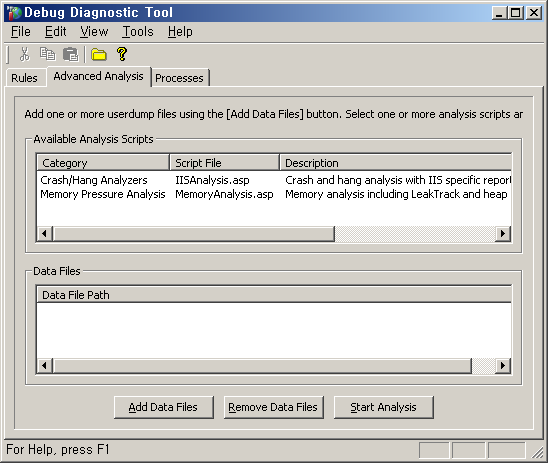 Debug Diagnostic Tool
File Edit View Tools Help
Rules Advanced Analysis Processes
Add one or more userdump files using the [Add Data Files] button. Select one or more analysis scripts ar
Available Analysis Scripts
Category Script File Description
Crash/Hang Analyzers IISAnalysis.asp Crash and hang analysis with IIS specific report
Memory Pressure Analysis MemoryAnalysis.asp Memory analysis including LeakTrack and heap
Data Files
Data File Path
Add Data Files Remove Data Files Start Analysis
For Help, press F1